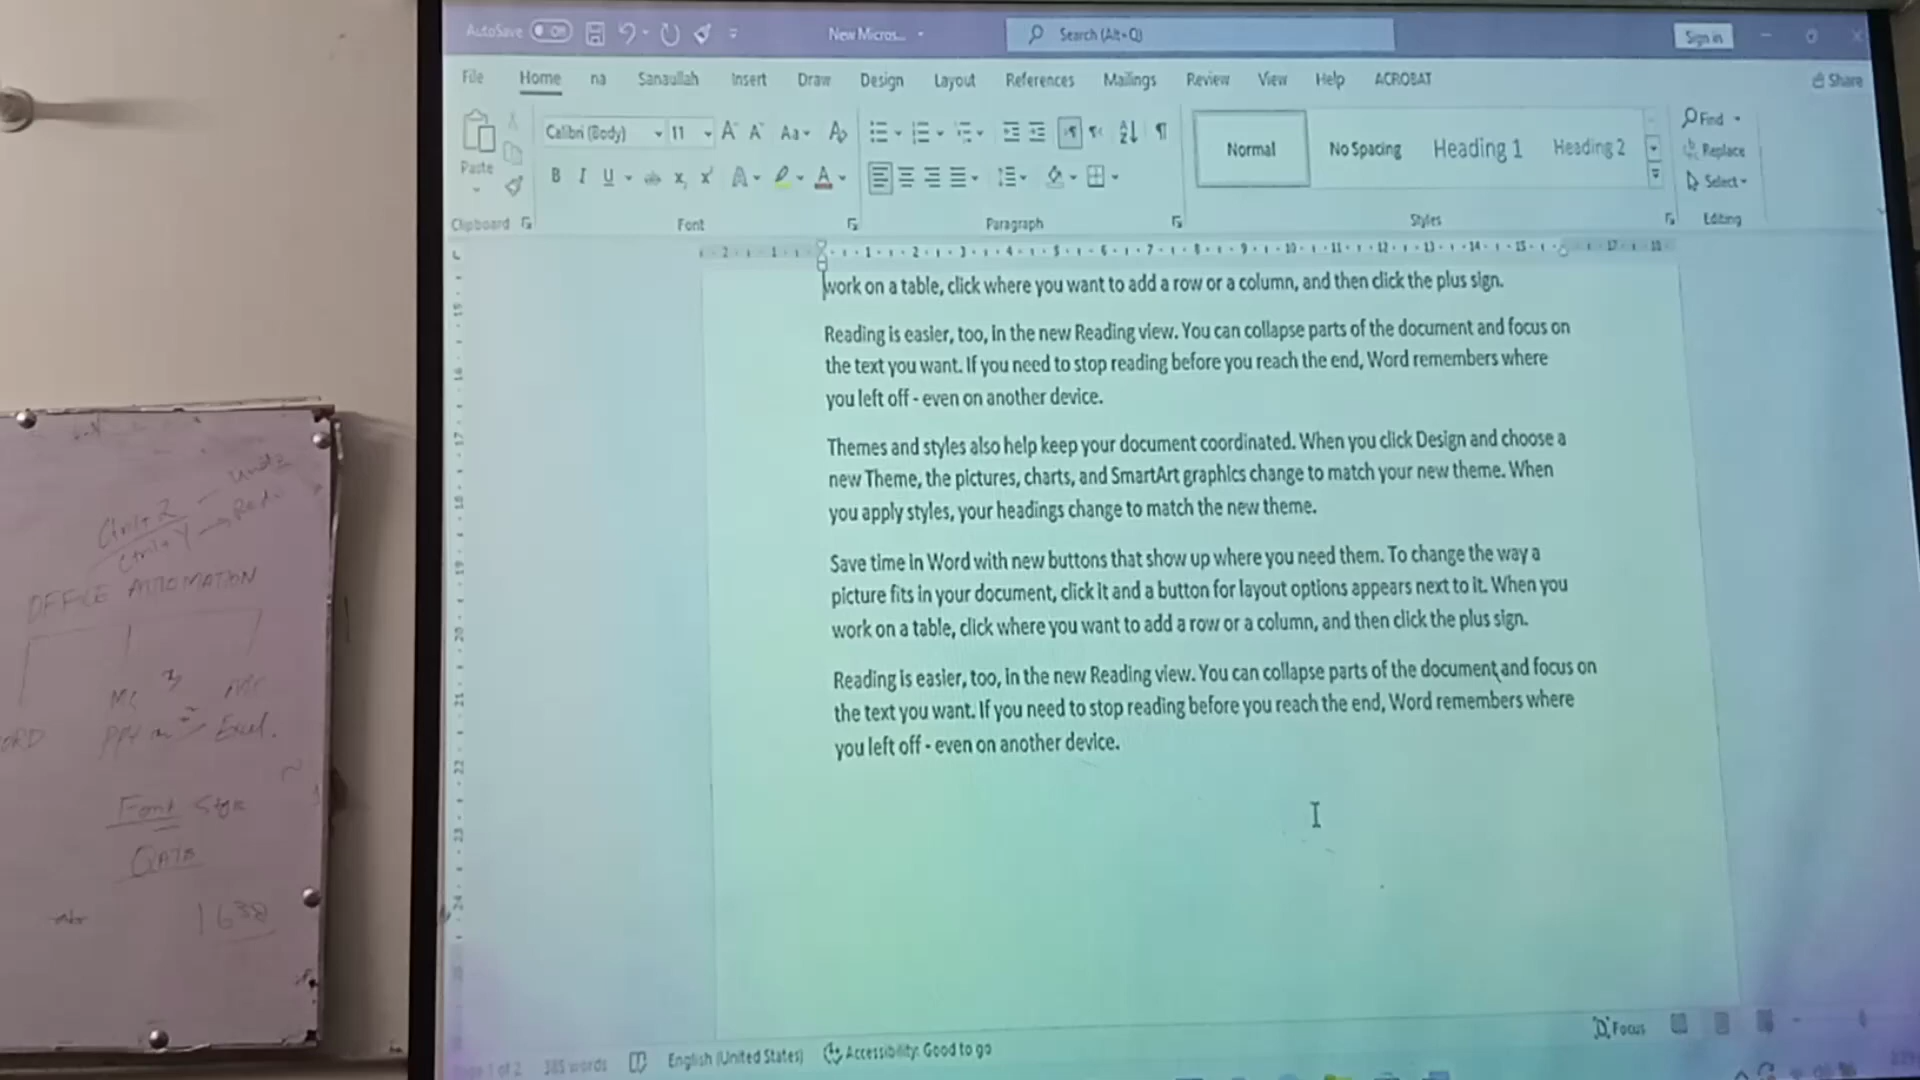 AutoSave Off
New Micros...
Search (Alt+Q)
Sign in
File Home na Sanaullah Insert Draw Design Layout References Mailings Review View Help ACROBAT
Share
Paste
Calibri (Body) 11
Normal
No Spacing
Heading 1
Heading 2
Find
Replace
Select
Clipboard
Font
Paragraph
Styles
Editing
work on a table, click where you want to add a row or a column, and then click the plus sign.
Reading is easier, too, in the new Reading view. You can collapse parts of the document and focus on
the text you want. If you need to stop reading before you reach the end, Word remembers where
you left off - even on another device.
Themes and styles also help keep your document coordinated. When you click Design and choose a
new Theme, the pictures, charts, and SmartArt graphics change to match your new theme. When
you apply styles, your headings change to match the new theme.
Save time in Word with new buttons that show up where you need them. To change the way a
picture fits in your document, click it and a button for layout options appears next to it. When you
work on a table, click where you want to add a row or a column, and then click the plus sign.
Reading is easier, too, in the new Reading view. You can collapse parts of the document and focus on
the text you want. If you need to stop reading before you reach the end, Word remembers where
you left off - even on another device.
Page 1 of 2
385 words
English (United States)
Accessibility: Good to go
Focus
Ctrl+Z
Ctrl+Y
OFFICE AUTOMATION
Excel.
Font
1638